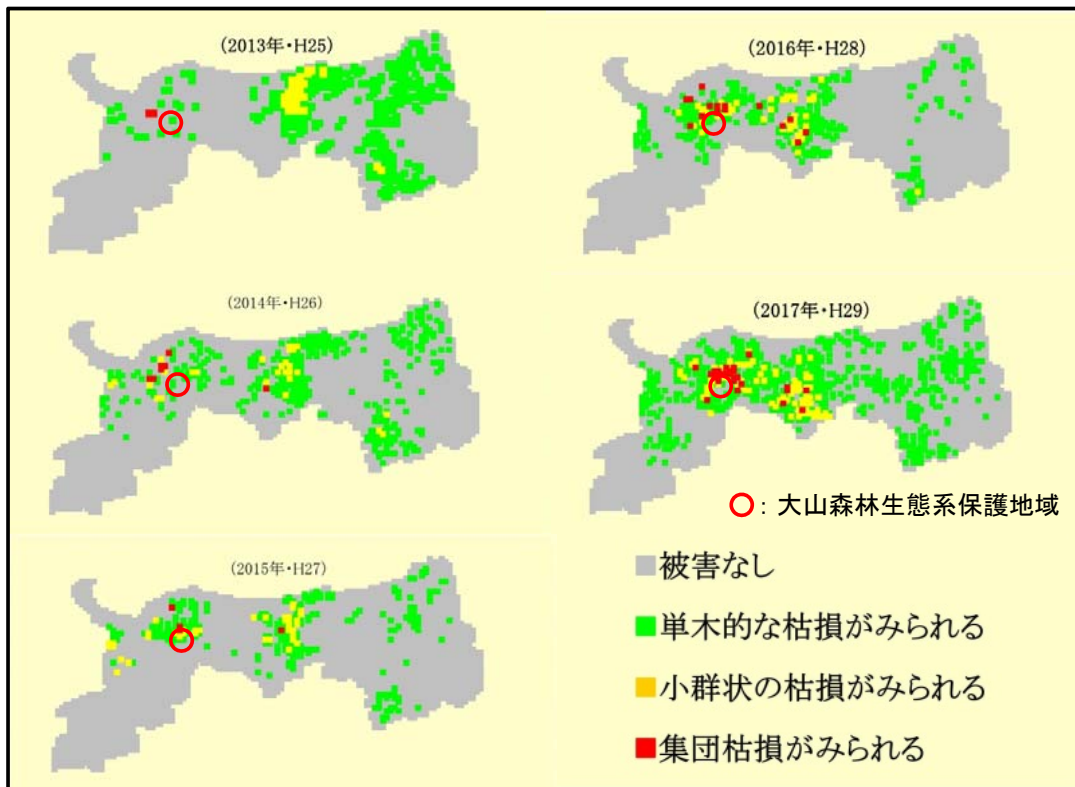 (2013年・H25)
(2016年・H28)
(2014年・H26)
(2017年・H29)
(2015年・H27)
：大山森林生態系保護地域
被害なし
単木的な枯損がみられる
小群状の枯損がみられる
集団枯損がみられる